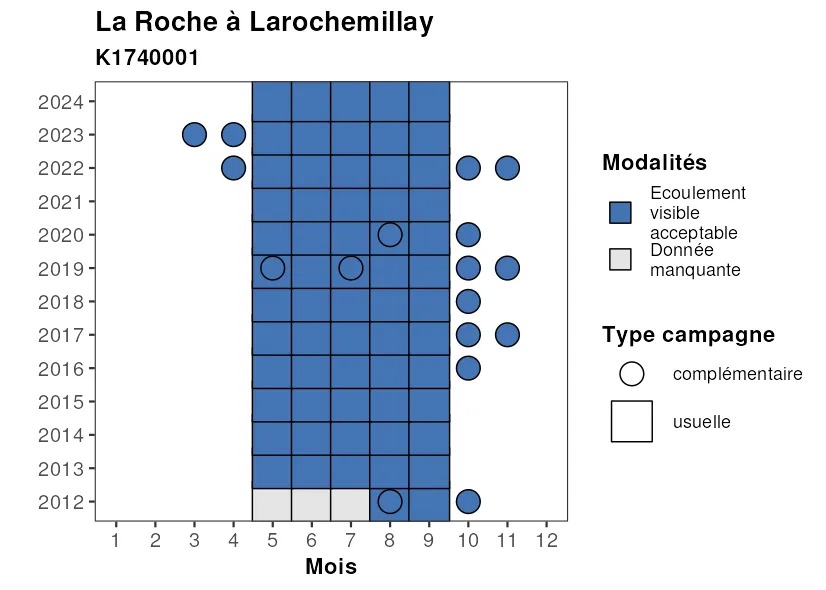 La Roche à Larochemillay
K1740001
2024
2023
2022
2021
2020
2019
2018
2017
2016
2015
2014
2013
2012
1 2 3 4 5 6 7 8 9 10 11 12
Mois
Modalités
Ecoulement
visible
acceptable
Donnée
manquante
Type campagne
complémentaire
usuelle